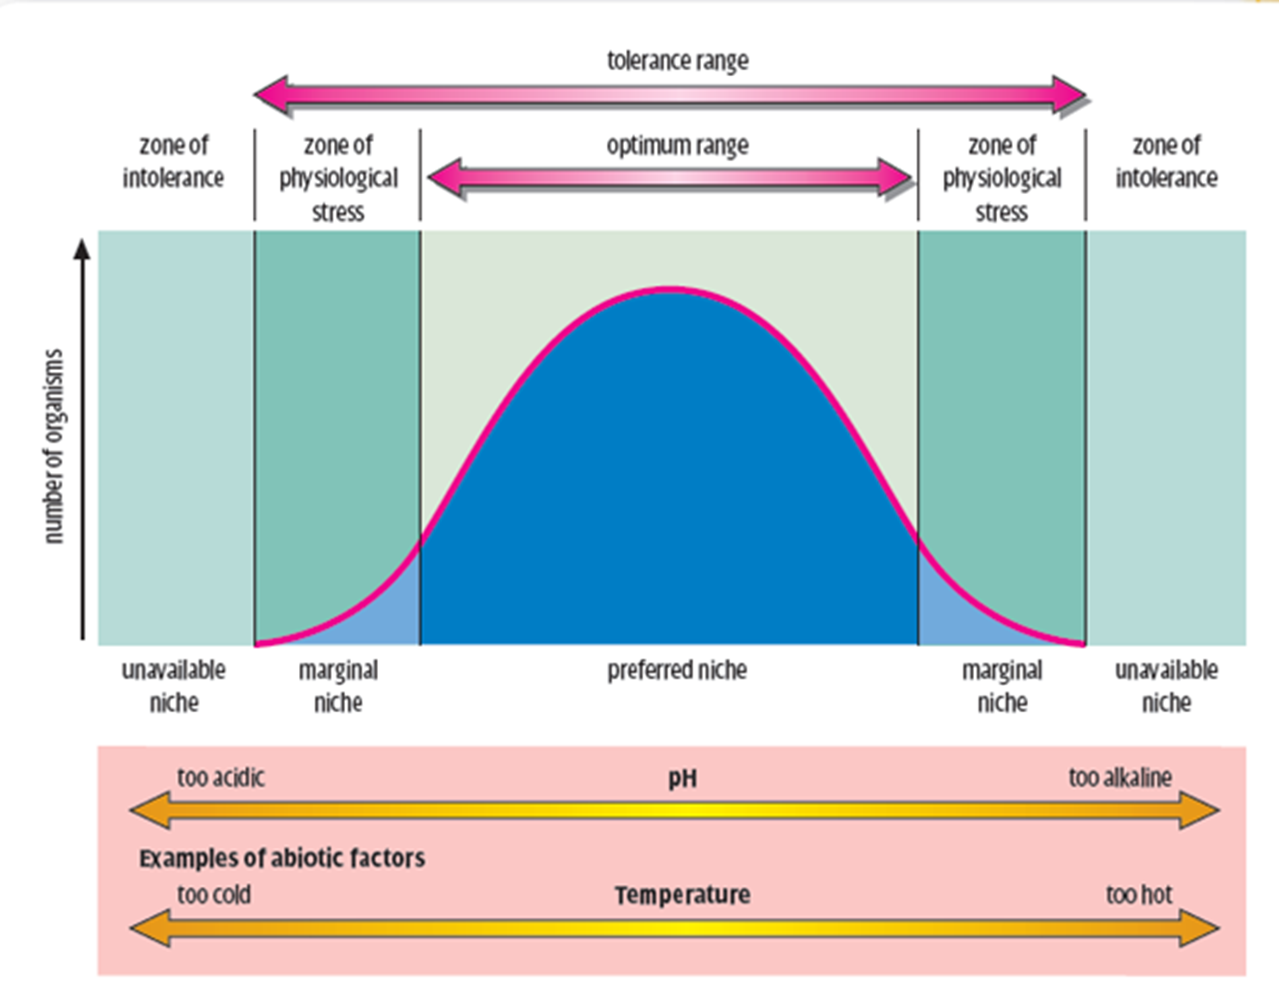 tolerance range
zone of
intolerance
zone of
physiological
stress
optimum range
zone of
physiological
stress
zone of
intolerance
number of organisms
unavailable
niche
marginal
niche
preferred niche
marginal
niche
unavailable
niche
too acidic
pH
too alkaline
Examples of abiotic factors
too cold
Temperature
too hot